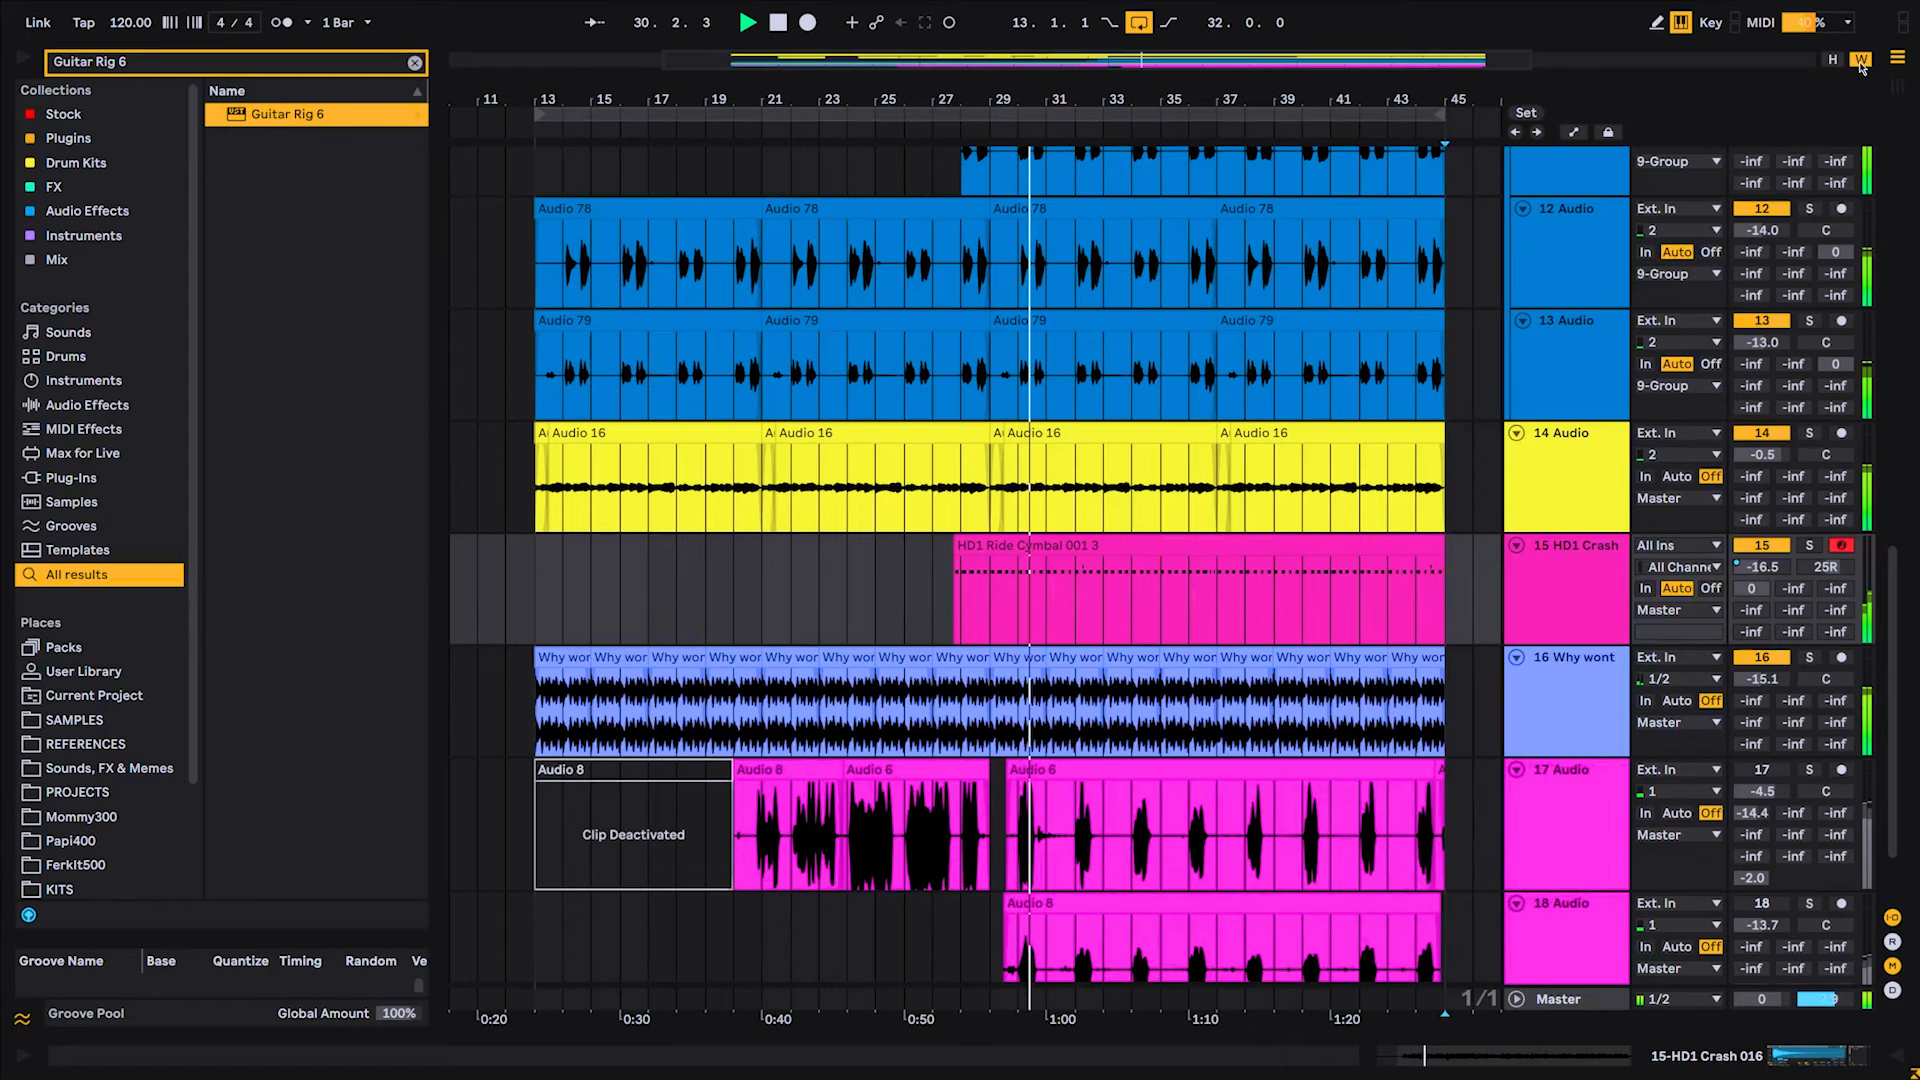 Link Tap 120.00 4 / 4 1 Bar 30. 2. 3 13. 1. 1 32. 0. 0 Key MIDI 40 %
Guitar Rig 6 H W
Collections Name
Stock Guitar Rig 6
Plugins
Drum Kits
FX
Audio Effects
Instruments
Mix
Categories
Sounds
Drums
Instruments
Audio Effects
MIDI Effects
Max for Live
Plug-Ins
Samples
Grooves
Templates
All results
Places
Packs
User Library
Current Project
SAMPLES
REFERENCES
Sounds, FX & Memes
PROJECTS
Mommy300
Papi400
FerkIt500
KITS
Groove Name Base Quantize Timing Random Ve
Groove Pool Global Amount 100%
11 13 15 17 19 21 23 25 27 29 31 33 35 37 39 41 43 45
Set
9-Group -inf -inf -inf
-inf -inf -inf
Audio 78 Audio 78 Audio 78 Audio 78 12 Audio Ext. In 12 S
2 -14.0 C
In Auto Off -inf -inf 0
9-Group -inf -inf -inf
-inf -inf -inf
Audio 79 Audio 79 Audio 79 Audio 79 13 Audio Ext. In 13 S
2 -13.0 C
In Auto Off -inf -inf 0
9-Group -inf -inf -inf
-inf -inf -inf
A Audio 16 A Audio 16 A Audio 16 A Audio 16 14 Audio Ext. In 14 S
2 -0.5 C
In Auto Off -inf -inf -inf
Master -inf -inf -inf
-inf -inf -inf
HD1 Ride Cymbal 001 3 15 HD1 Crash All Ins 15 S
All Channe -16.5 25R
In Auto Off 0 -inf -inf
Master -inf -inf -inf
-inf -inf -inf
Why wor Why wor Why wor Why wor Why wor Why wor Why wor Why wor Why wor Why wor Why wor Why wor Why wor Why wor Why wor Why wor 16 Why wont Ext. In 16 S
1/2 -15.1 C
In Auto Off -inf -inf -inf
Master -inf -inf -inf
-inf -inf -inf
Audio 8 Audio 8 Audio 6 Audio 6 A 17 Audio Ext. In 17 S
1 -4.5 C
In Auto Off -14.4 -inf -inf
Clip Deactivated Master -inf -inf -inf
-inf -inf -inf
-2.0
Audio 8 18 Audio Ext. In 18 S
1 -13.7 C
In Auto Off -inf -inf -inf
Master -inf -inf -inf
1/1 Master 1/2 0
I·O
R
M
D
0:20 0:30 0:40 0:50 1:00 1:10 1:20
15-HD1 Crash 016